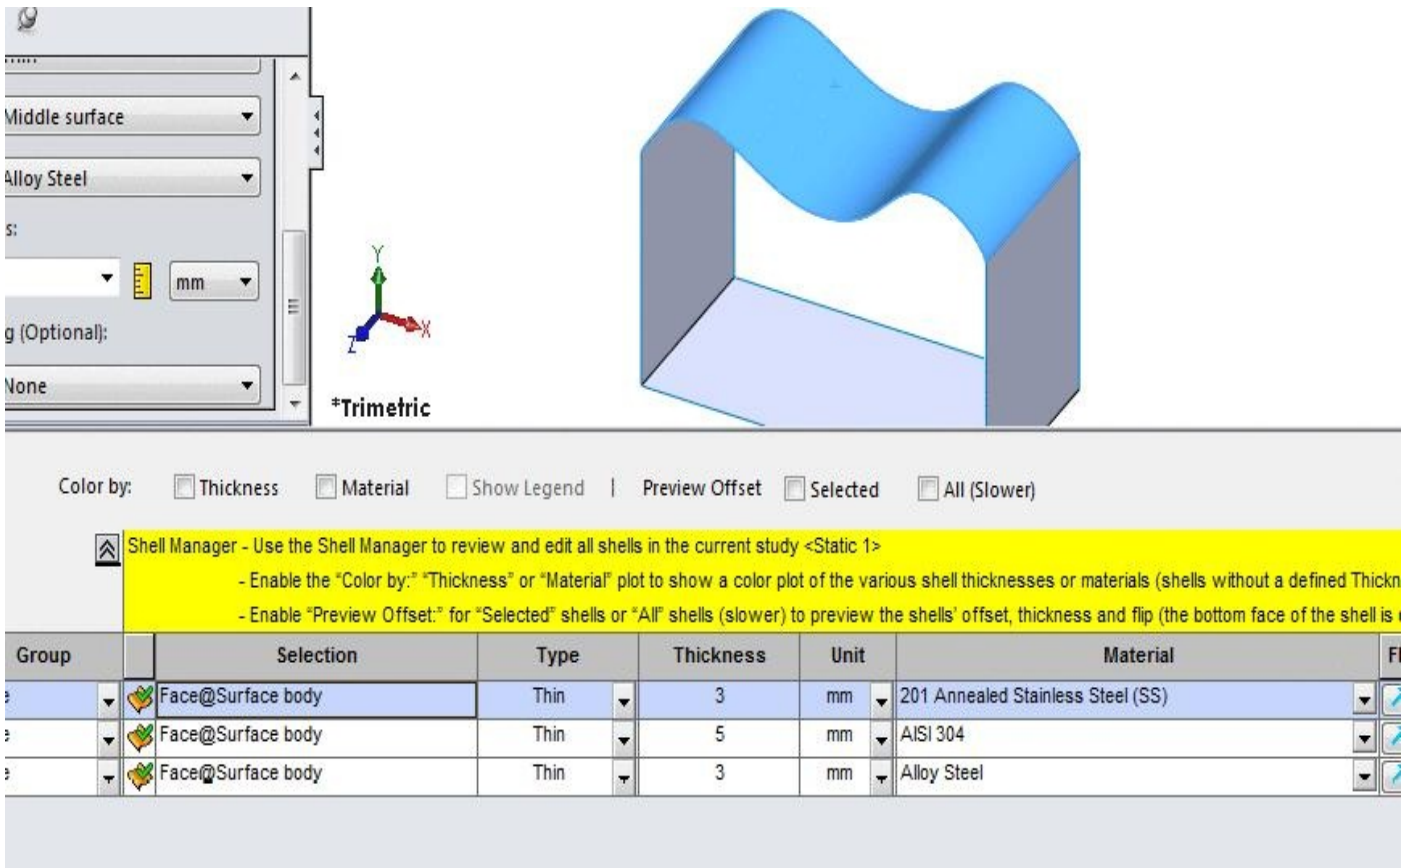 Middle surface
Alloy Steel
s:
mm
g (Optional):
None
Y
X
Z
*Trimetric
Color by: Thickness Material Show Legend | Preview Offset Selected All (Slower)
Shell Manager - Use the Shell Manager to review and edit all shells in the current study <Static 1>
- Enable the "Color by:" "Thickness" or "Material" plot to show a color plot of the various shell thicknesses or materials (shells without a defined Thickn
- Enable "Preview Offset:" for "Selected" shells or "All" shells (slower) to preview the shells' offset, thickness and flip (the bottom face of the shell is
Group Selection Type Thickness Unit Material Fl
Face@Surface body Thin 3 mm 201 Annealed Stainless Steel (SS)
Face@Surface body Thin 5 mm AISI 304
Face@Surface body Thin 3 mm Alloy Steel